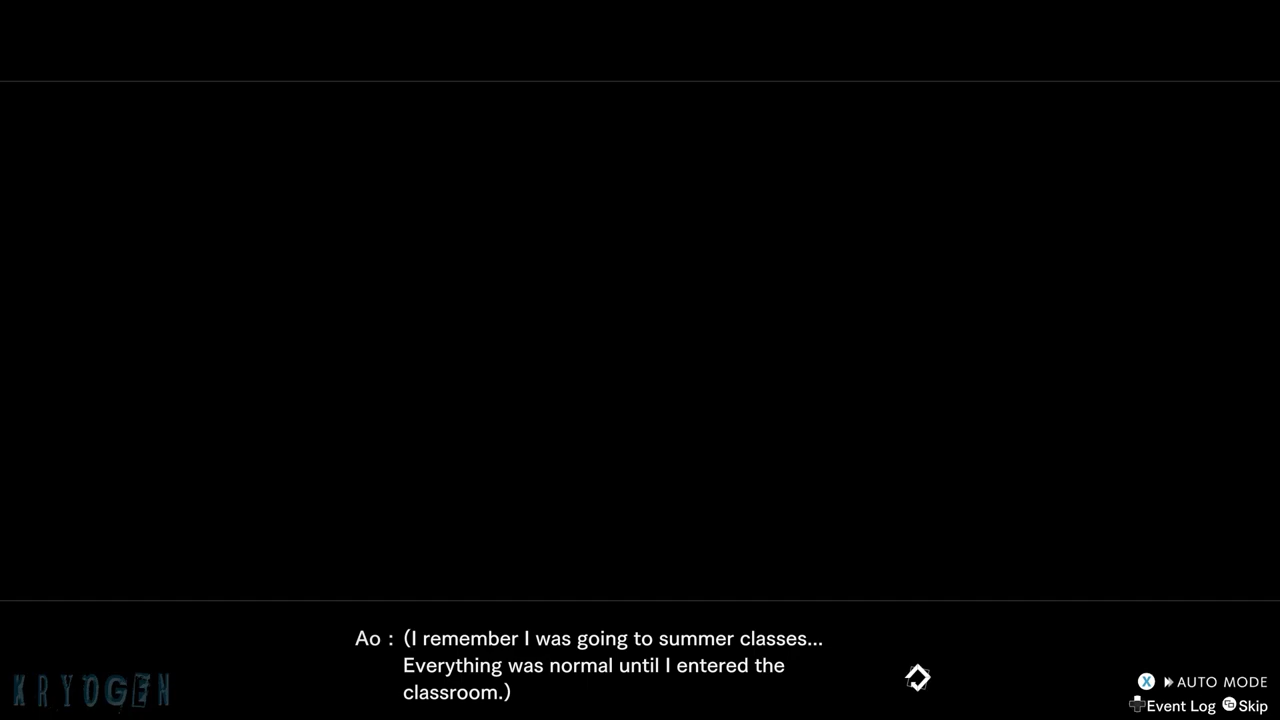 Ao : (I remember I was going to summer classes...
Everything was normal until I entered the
classroom.)
KRYOGEN
X AUTO MODE
Event Log Skip